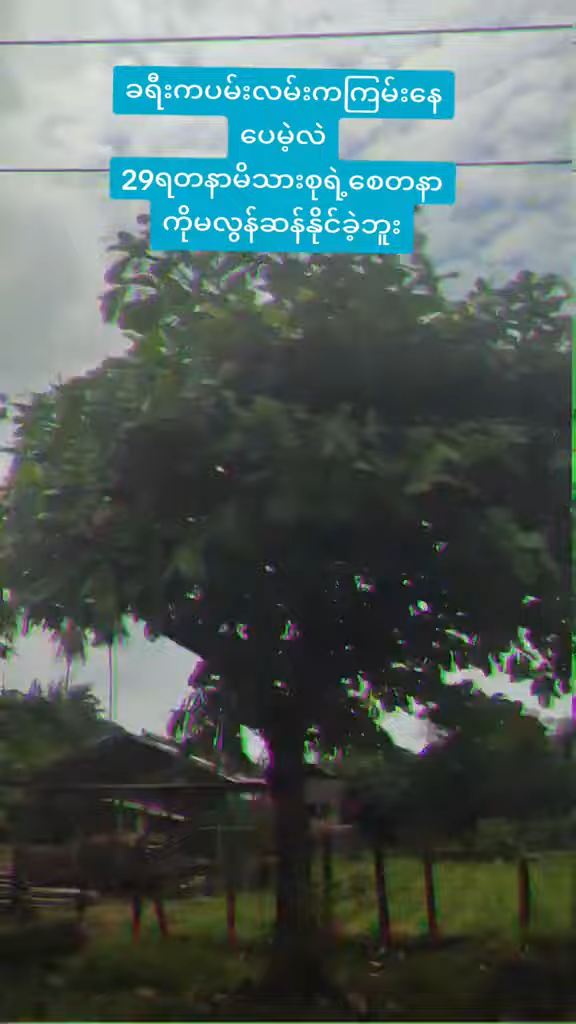 ခရီးကပမ်းလမ်းကကြမ်းနေ
ပေမဲ့လဲ
29ရတနာမိသားစုရဲ့စေတနာ
ကိုမလွန်ဆန်နိုင်ခဲ့ဘူး